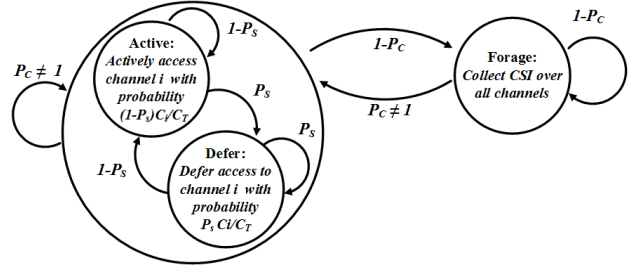 1-P_S
1-P_C
1-P_C
Active:
Actively access
channel i with
probability
(1-P_s)C_i/C_T
Forage:
Collect CSI over
all channels
P_C ≠ 1
P_S
P_C ≠ 1
P_S
1-P_S
Defer:
Defer access to
channel i with
probability
P_s Ci/C_T